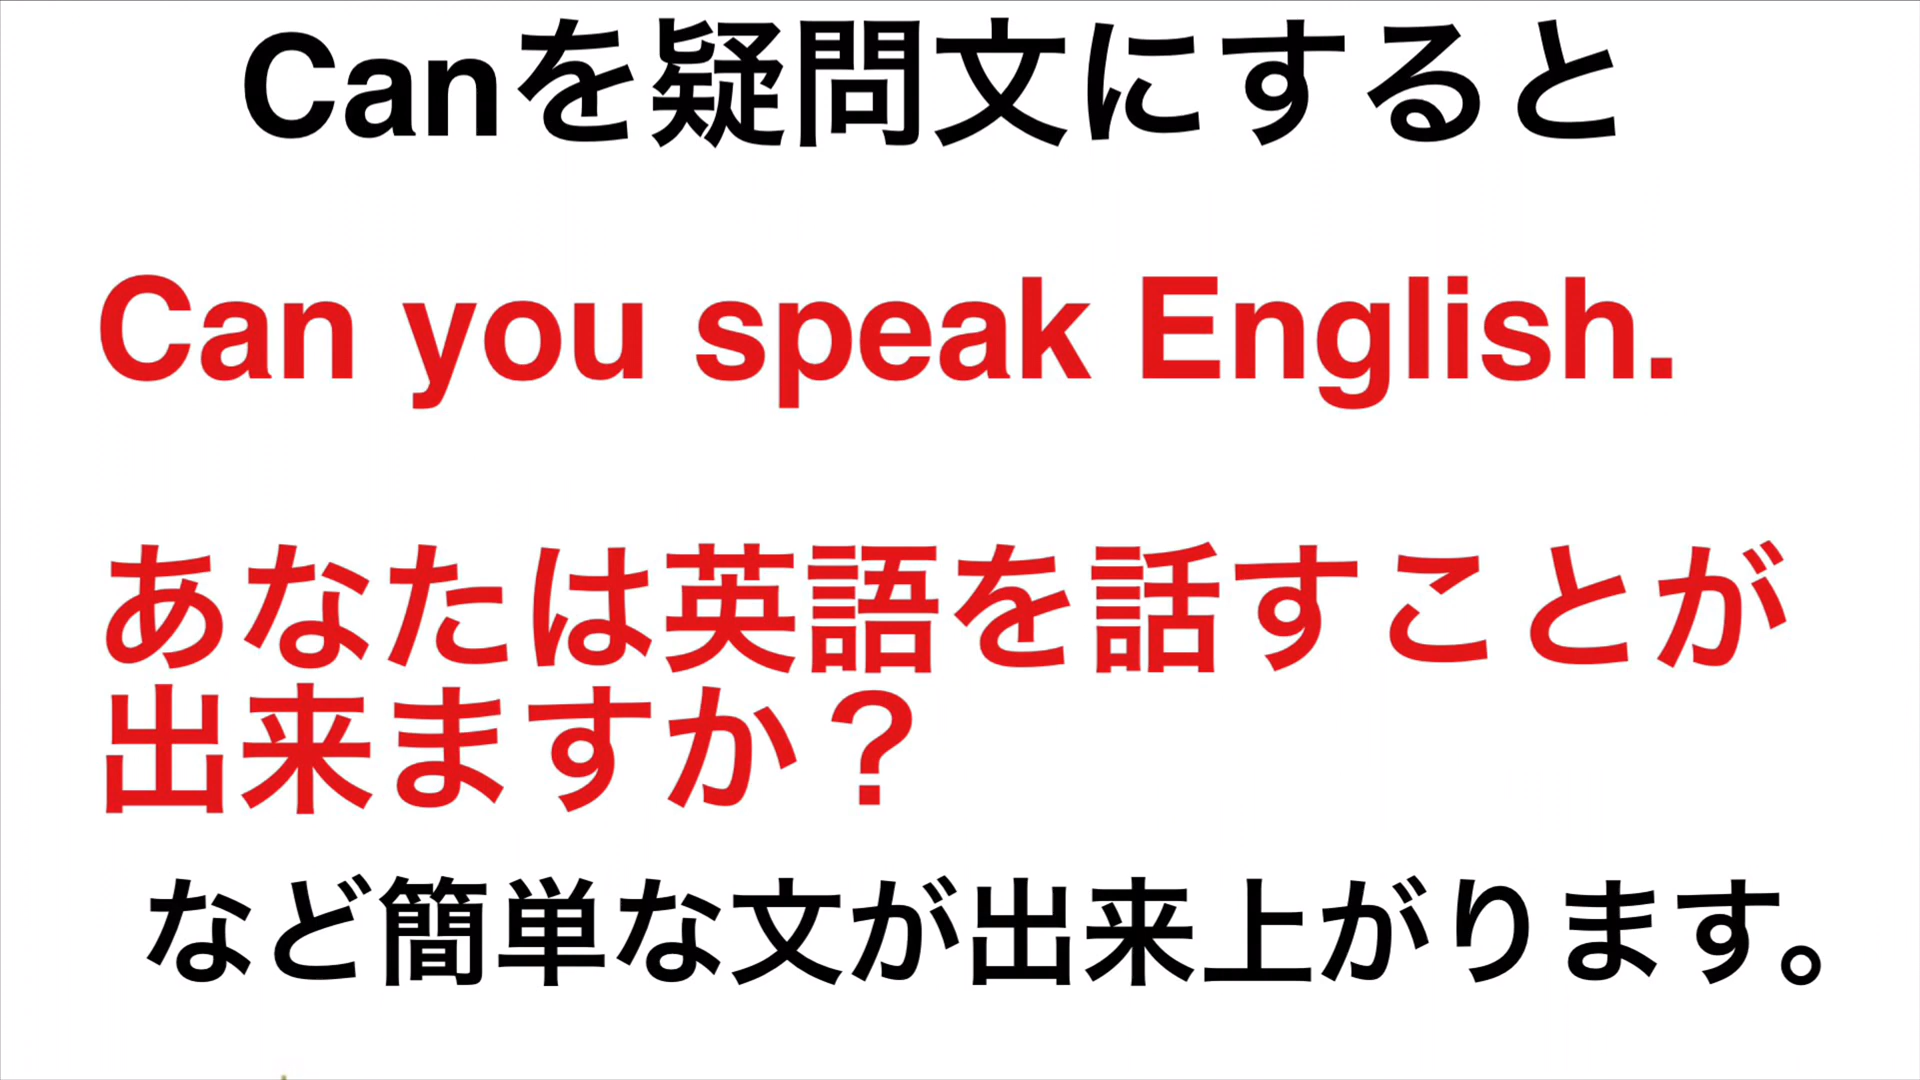 Canを疑問文にすると
Can you speak English.
あなたは英語を話すことが
出来ますか？
など簡単な文が出来上がります。